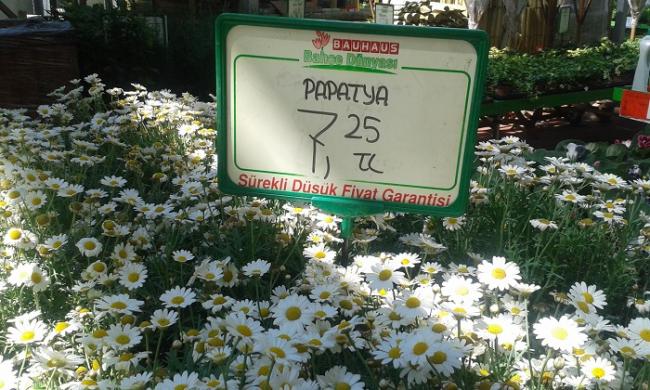 BAUHAUS
Bahçe Dünyası
PAPATYA
7,25 TL
Sürekli Düşük Fiyat Garantisi